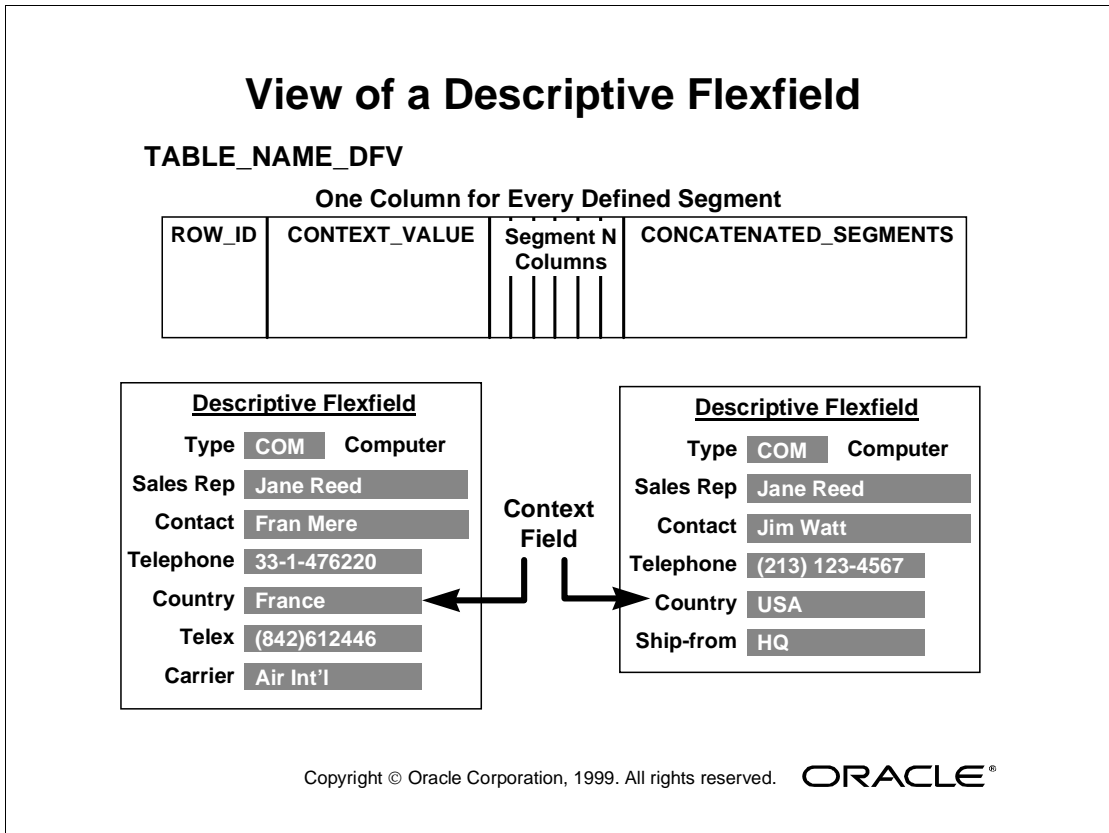 View of a Descriptive Flexfield
TABLE_NAME_DFV
One Column for Every Defined Segment
ROW_ID CONTEXT_VALUE Segment N Columns CONCATENATED_SEGMENTS
Descriptive Flexfield
Type COM Computer
Sales Rep Jane Reed
Contact Fran Mere
Telephone 33-1-476220
Country France
Telex (842)612446
Carrier Air Int'l
Context
Field
Descriptive Flexfield
Type COM Computer
Sales Rep Jane Reed
Contact Jim Watt
Telephone (213) 123-4567
Country USA
Ship-from HQ
Copyright © Oracle Corporation, 1999. All rights reserved. ORACLE®